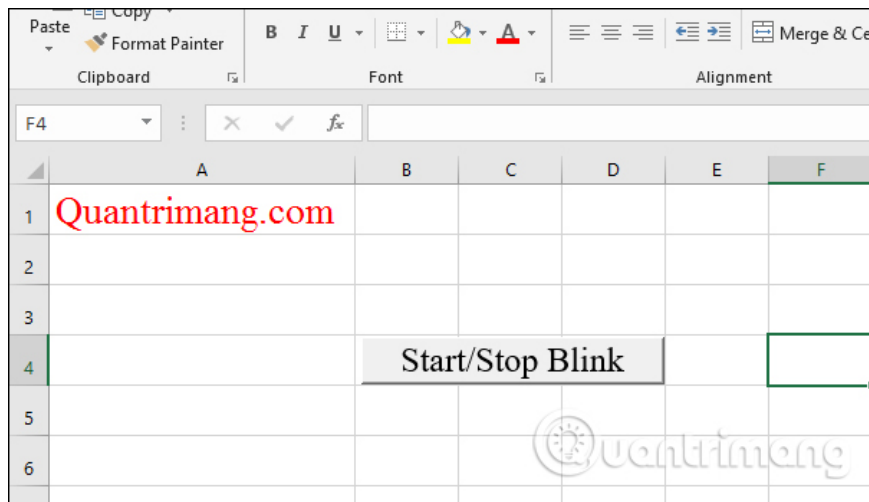 Paste
Copy
Format Painter
B I U A
Merge & Ce
Clipboard Font Alignment
F4 fx
A B C D E F
1 Quantrimang.com
2
3
4 Start/Stop Blink
5
6
Quantrimang